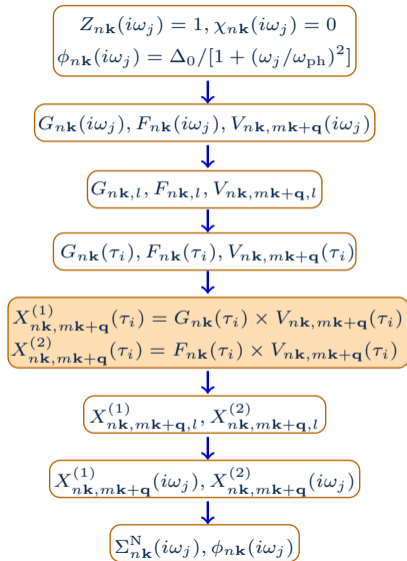 Z_{n𝐤}(iω_j) = 1, χ_{n𝐤}(iω_j) = 0
ϕ_{n𝐤}(iω_j) = Δ_0/[1 + (ω_j/ω_ph)^2]
G_{n𝐤}(iω_j), F_{n𝐤}(iω_j), V_{n𝐤,m𝐤+𝐪}(iω_j)
G_{n𝐤,l}, F_{n𝐤,l}, V_{n𝐤,m𝐤+𝐪,l}
G_{n𝐤}(τ_i), F_{n𝐤}(τ_i), V_{n𝐤,m𝐤+𝐪}(τ_i)
X^{(1)}_{n𝐤,m𝐤+𝐪}(τ_i) = G_{n𝐤}(τ_i) × V_{n𝐤,m𝐤+𝐪}(τ_i)
X^{(2)}_{n𝐤,m𝐤+𝐪}(τ_i) = F_{n𝐤}(τ_i) × V_{n𝐤,m𝐤+𝐪}(τ_i)
X^{(1)}_{n𝐤,m𝐤+𝐪,l}, X^{(2)}_{n𝐤,m𝐤+𝐪,l}
X^{(1)}_{n𝐤,m𝐤+𝐪}(iω_j), X^{(2)}_{n𝐤,m𝐤+𝐪}(iω_j)
Σ^N_{n𝐤}(iω_j), ϕ_{n𝐤}(iω_j)